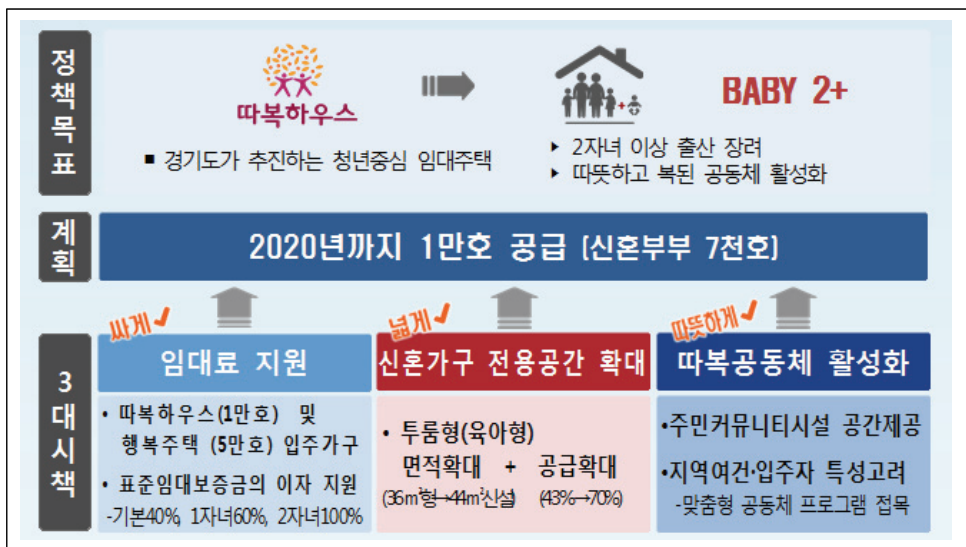 정책목표
따복하우스
BABY 2+
■ 경기도가 추진하는 청년중심 임대주택
▸ 2자녀 이상 출산 장려
▸ 따뜻하고 복된 공동체 활성화
계획
2020년까지 1만호 공급 (신혼부부 7천호)
3대시책
싸게
임대료 지원
• 따복하우스(1만호) 및
행복주택 (5만호) 입주가구
• 표준임대보증금의 이자 지원
-기본40%, 1자녀60%, 2자녀100%
넓게
신혼가구 전용공간 확대
• 투룸형(육아형)
면적확대 + 공급확대
(36㎡형→44㎡신설) (43%→70%)
따뜻하게
따복공동체 활성화
•주민커뮤니티시설 공간제공
•지역여건·입주자 특성고려
-맞춤형 공동체 프로그램 접목